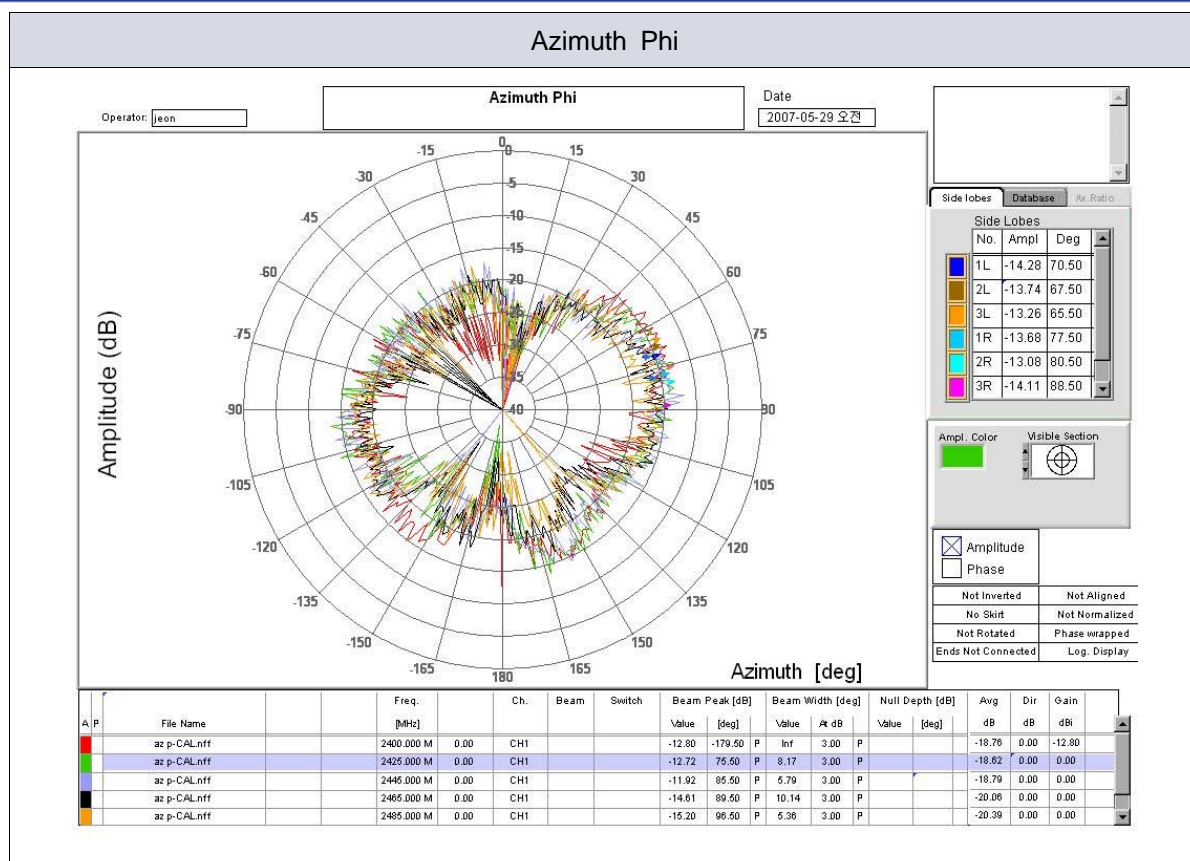 Azimuth Phi
Operator: jeon
Azimuth Phi
Date
2007-05-29 오전
Amplitude (dB)
0
15
30
45
60
75
90
105
120
135
150
165
180
-165
-150
-135
-120
-105
-90
-75
-60
-45
-30
-15
0
-5
-10
-15
-20
-25
-30
-35
-40
Azimuth [deg]
Side lobes Database Ax.Ratio
Side Lobes
No. Ampl Deg
1L -14.28 70.50
2L -13.74 67.50
3L -13.26 65.50
1R -13.68 77.50
2R -13.08 80.50
3R -14.11 88.50
Ampl. Color Visible Section
Amplitude
Phase
Not Inverted Not Aligned
No Skirt Not Normalized
Not Rotated Phase wrapped
Ends Not Connected Log. Display
Freq. Ch. Beam Switch Beam Peak [dB] Beam Width [deg] Null Depth [dB] Avg Dir Gain
A P File Name [MHz] Value [deg] Value At dB Value [deg] dB dB dBi
az p-CAL.nff 2400.000 M 0.00 CH1 -12.80 -179.50 P Inf 3.00 P -18.76 0.00 -12.80
az p-CAL.nff 2425.000 M 0.00 CH1 -12.72 75.50 P 8.17 3.00 P -18.62 0.00 0.00
az p-CAL.nff 2445.000 M 0.00 CH1 -11.92 85.50 P 5.79 3.00 P -18.79 0.00 0.00
az p-CAL.nff 2465.000 M 0.00 CH1 -14.61 89.50 P 10.14 3.00 P -20.06 0.00 0.00
az p-CAL.nff 2485.000 M 0.00 CH1 -15.20 96.50 P 5.36 3.00 P -20.39 0.00 0.00